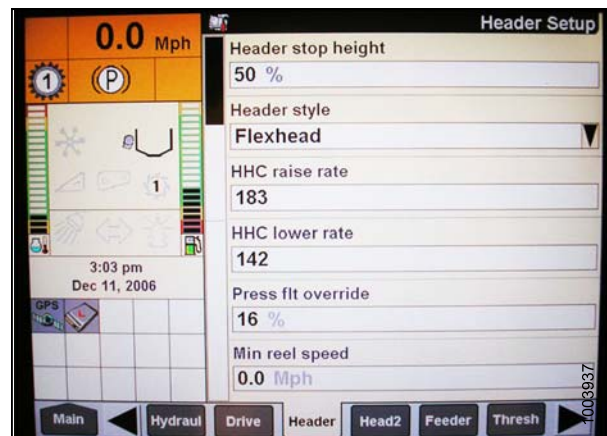 0.0 Mph
Header Setup
1 (P)
1
3:03 pm
Dec 11, 2006
GPS
Header stop height
50 %
Header style
Flexhead
HHC raise rate
183
HHC lower rate
142
Press flt override
16 %
Min reel speed
0.0 Mph
Main
Hydraul
Drive
Header
Head2
Feeder
Thresh
1003937